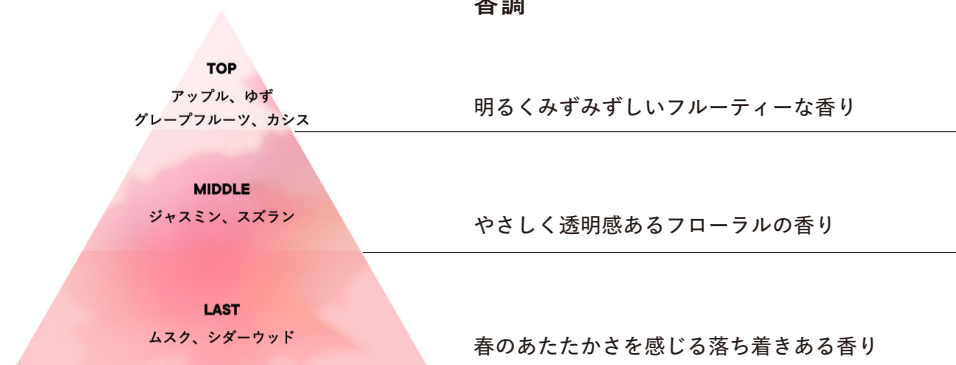 香調
TOP
アップル、ゆず
グレープフルーツ、カシス
明るくみずみずしいフルーティーな香り
MIDDLE
ジャスミン、スズラン
やさしく透明感あるフローラルの香り
LAST
ムスク、シダーウッド
春のあたたかさを感じる落ち着きある香り